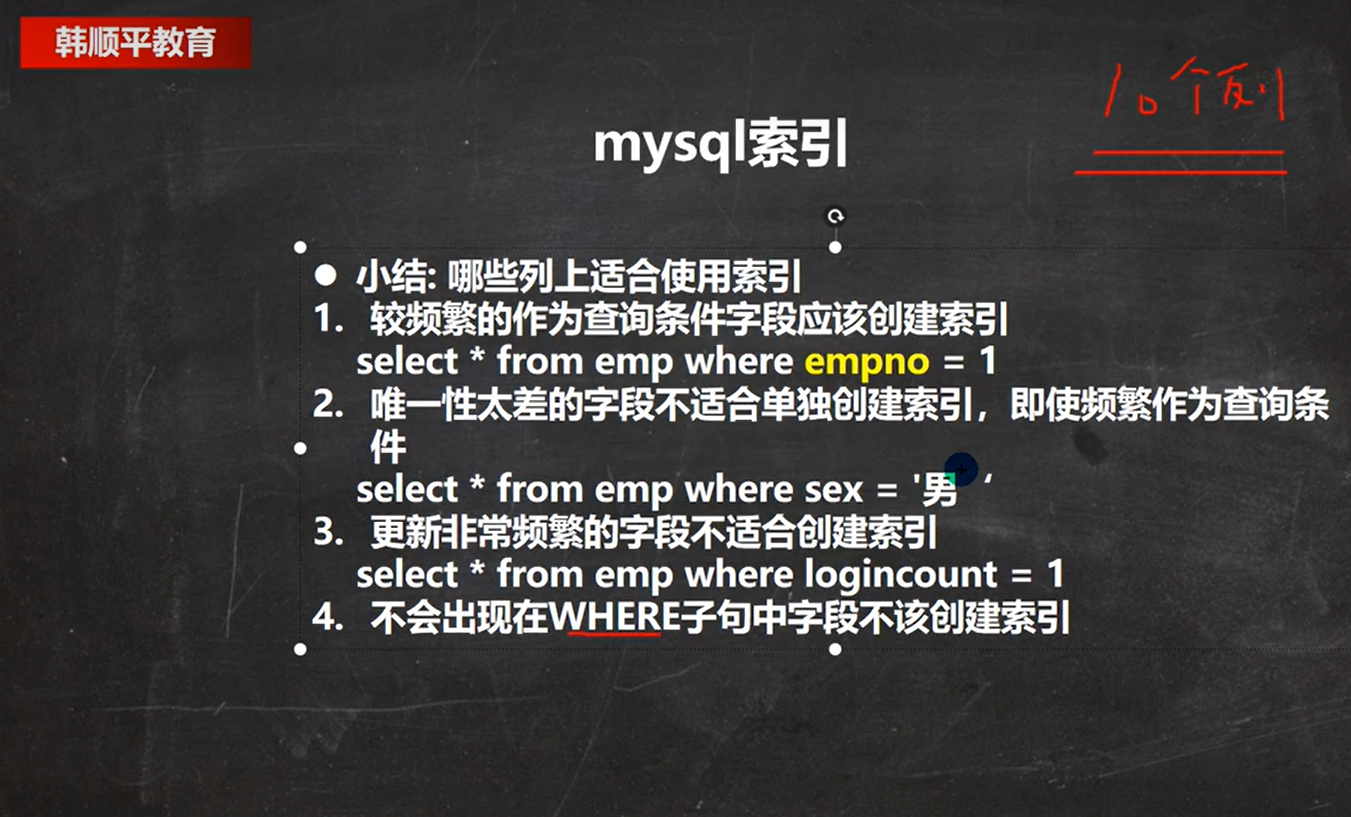 韩顺平教育
10个
mysql索引
小结: 哪些列上适合使用索引
1. 较频繁的作为查询条件字段应该创建索引
select * from emp where empno = 1
2. 唯一性太差的字段不适合单独创建索引，即使频繁作为查询条
件
select * from emp where sex = '男‘
3. 更新非常频繁的字段不适合创建索引
select * from emp where logincount = 1
4. 不会出现在WHERE子句中字段不该创建索引